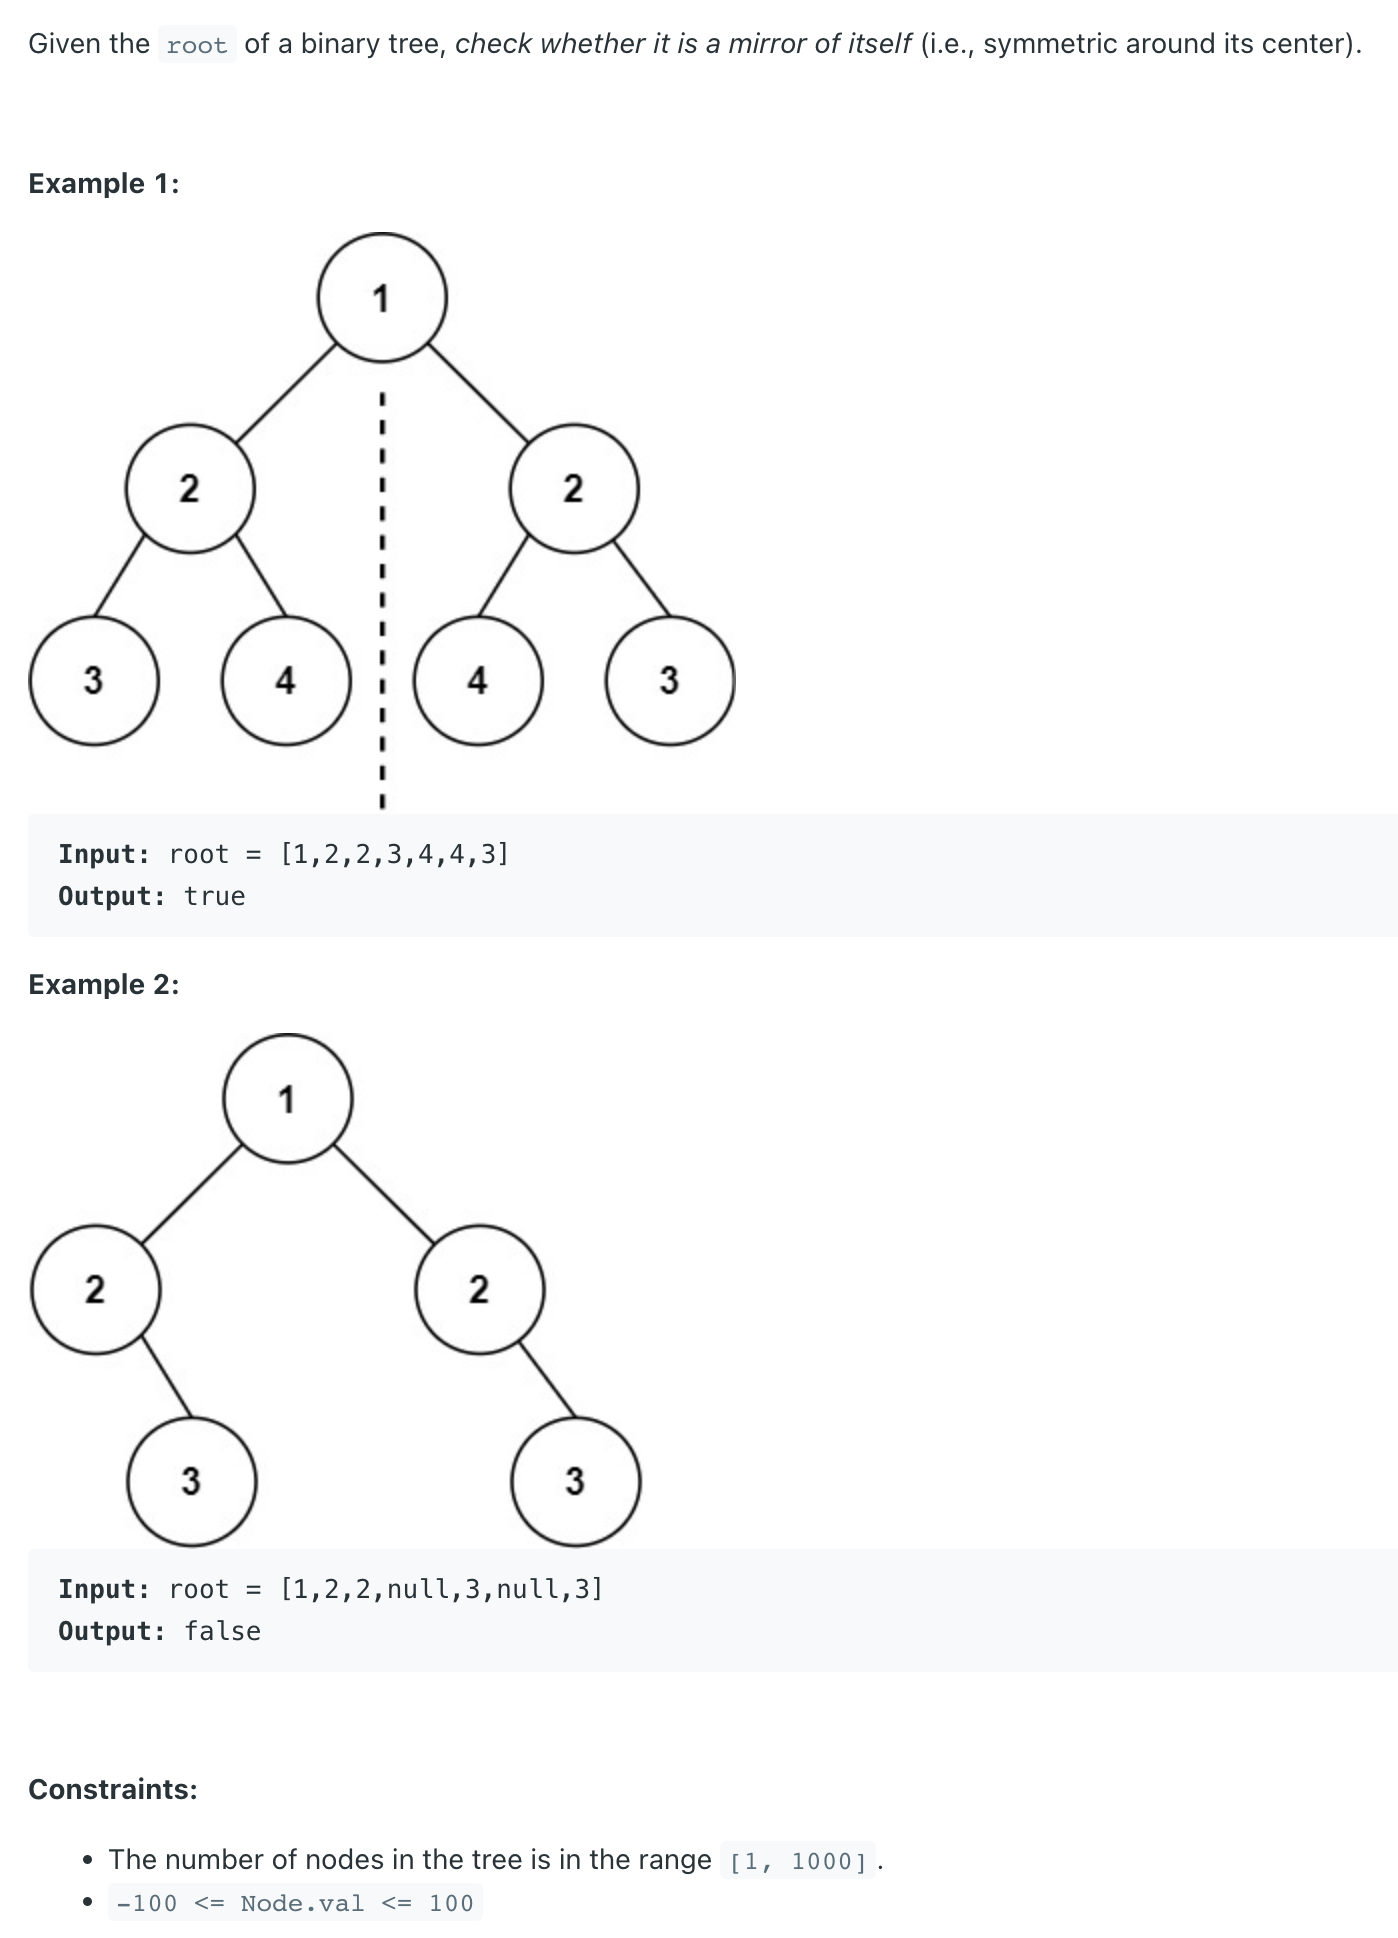 Given the root of a binary tree, check whether it is a mirror of itself (i.e., symmetric around its center).
Example 1:
1
2 2
3 4 4 3
Input: root = [1,2,2,3,4,4,3]
Output: true
Example 2:
1
2 2
3 3
Input: root = [1,2,2,null,3,null,3]
Output: false
Constraints:
• The number of nodes in the tree is in the range [1, 1000].
• -100 <= Node.val <= 100